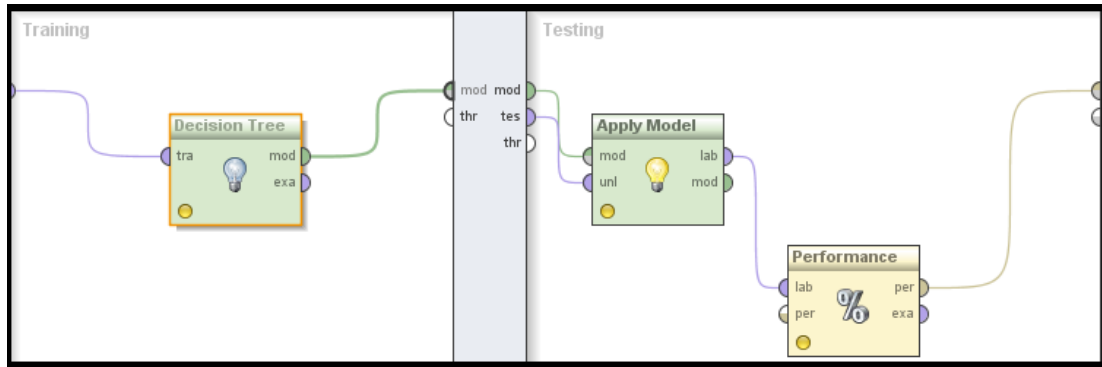 Training
Decision Tree
tra
mod
exa
mod
thr
mod
tes
thr
Testing
Apply Model
mod
unl
lab
mod
Performance
lab
per
%
per
exa